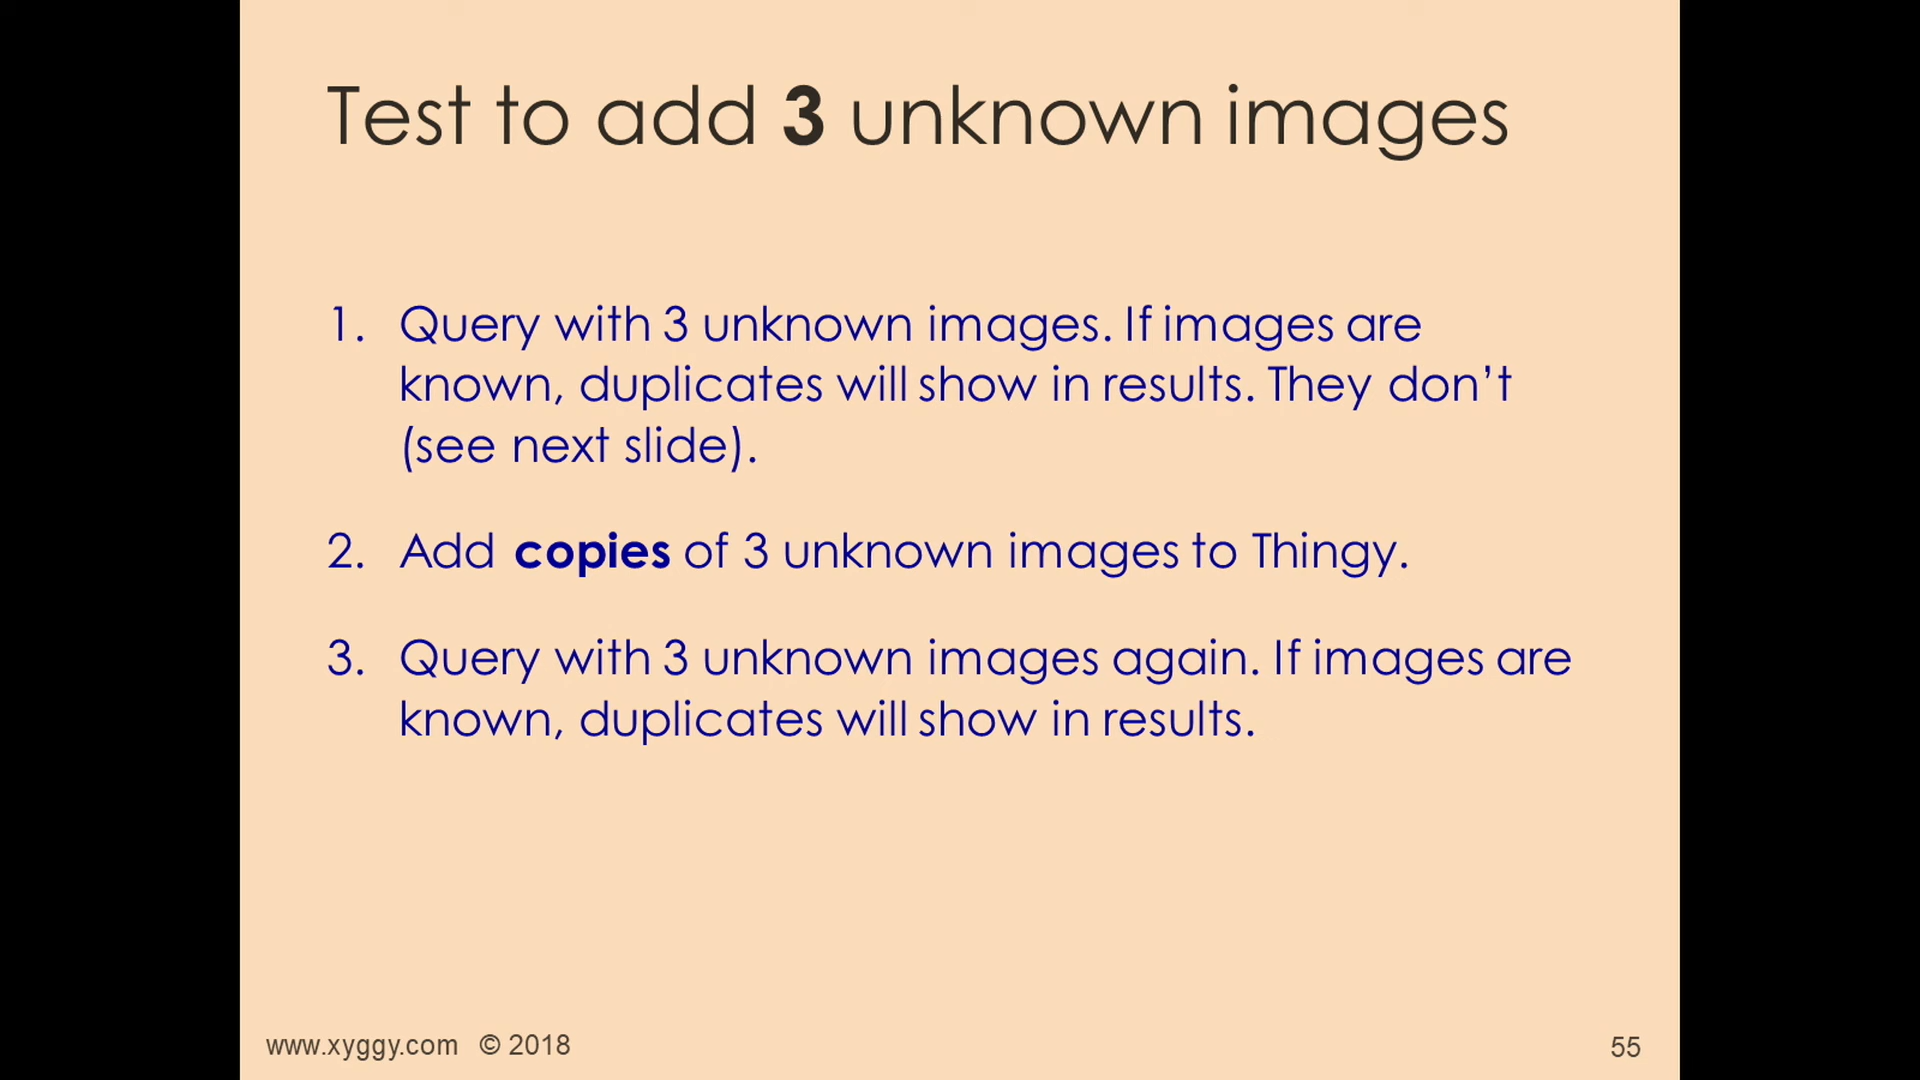 Test to add 3 unknown images
1. Query with 3 unknown images. If images are
known, duplicates will show in results. They don’t
(see next slide).
2. Add copies of 3 unknown images to Thingy.
3. Query with 3 unknown images again. If images are
known, duplicates will show in results.
www.xyggy.com © 2018
55